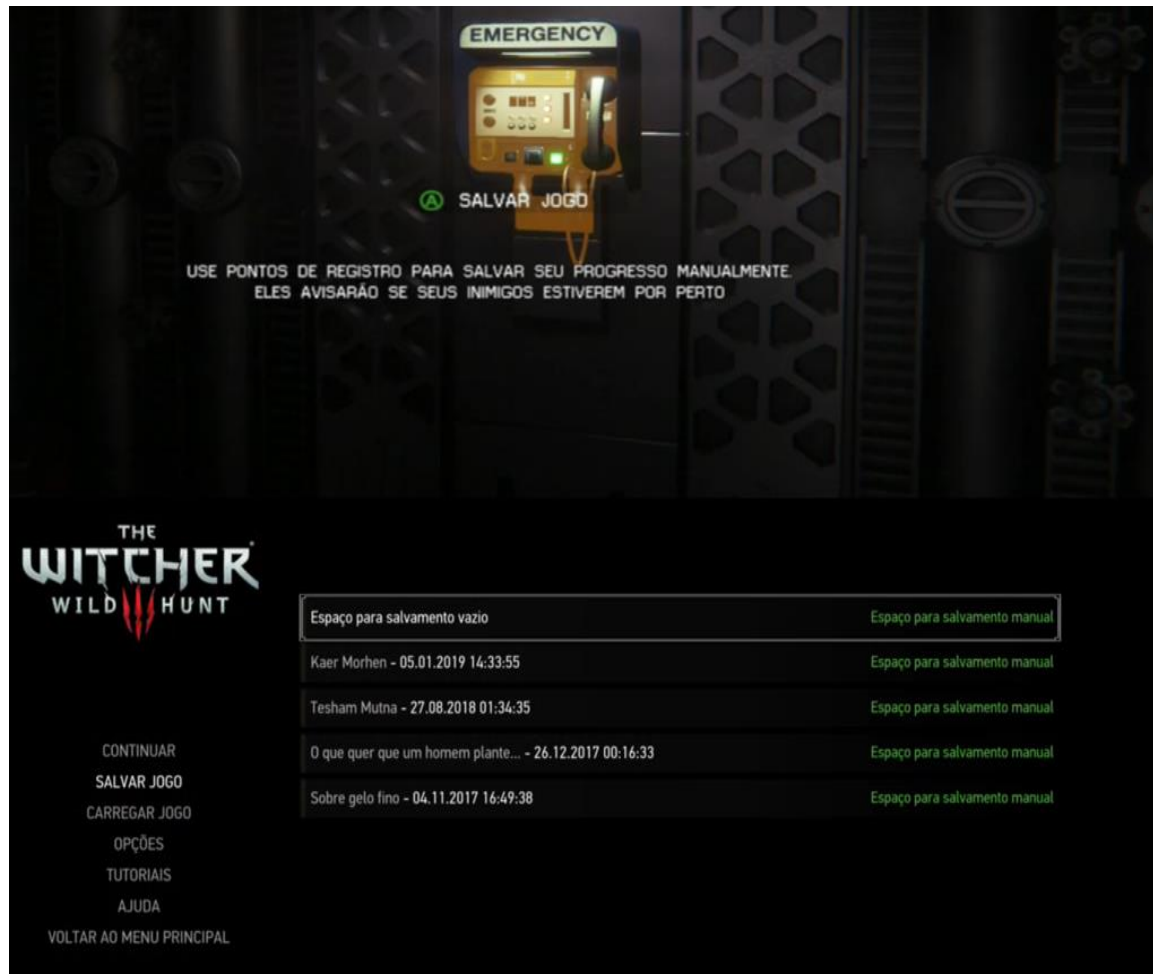 EMERGENCY
A SALVAR JOGO
USE PONTOS DE REGISTRO PARA SALVAR SEU PROGRESSO MANUALMENTE.
ELES AVISARÃO SE SEUS INIMIGOS ESTIVEREM POR PERTO
THE
WITCHER
WILD HUNT
Espaço para salvamento vazio Espaço para salvamento manual
Kaer Morhen - 05.01.2019 14:33:55 Espaço para salvamento manual
Tesham Mutna - 27.08.2018 01:34:35 Espaço para salvamento manual
O que quer que um homem plante... - 26.12.2017 00:16:33 Espaço para salvamento manual
Sobre gelo fino - 04.11.2017 16:49:38 Espaço para salvamento manual
CONTINUAR
SALVAR JOGO
CARREGAR JOGO
OPÇÕES
TUTORIAIS
AJUDA
VOLTAR AO MENU PRINCIPAL